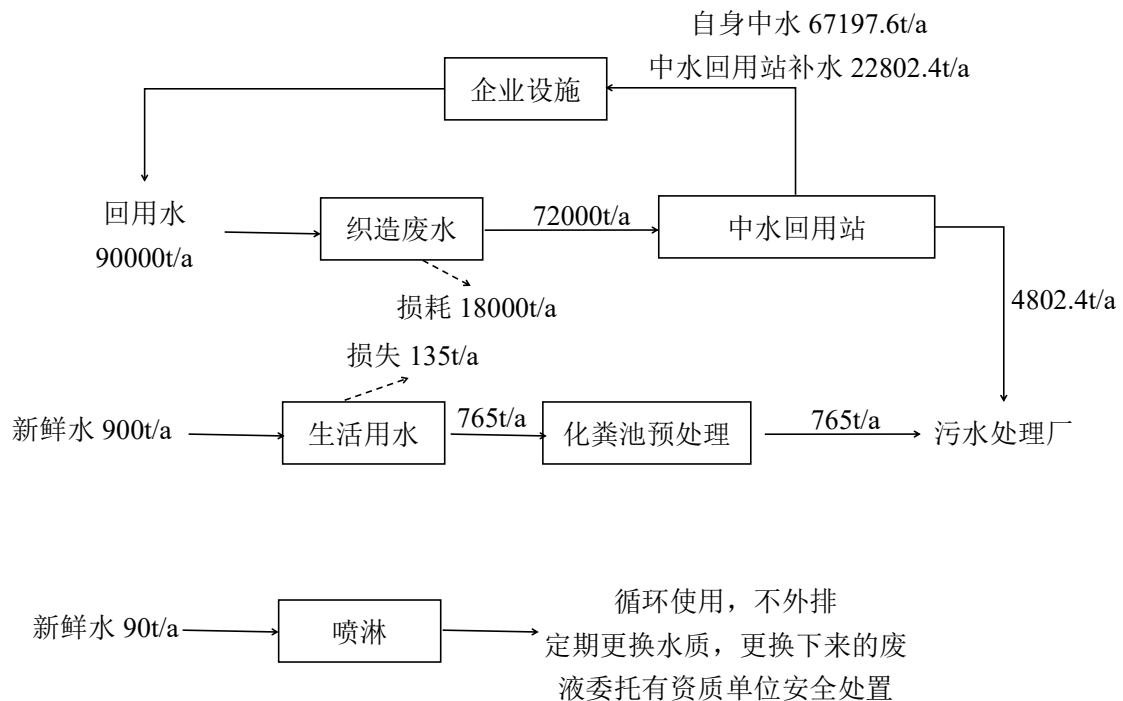 自身中水 67197.6t/a
中水回用站补水 22802.4t/a
企业设施
回用水
90000t/a
织造废水
72000t/a
中水回用站
损耗 18000t/a
4802.4t/a
损失 135t/a
新鲜水 900t/a
生活用水
765t/a
化粪池预处理
765t/a
污水处理厂
新鲜水 90t/a
喷淋
循环使用，不外排
定期更换水质，更换下来的废
液委托有资质单位安全处置